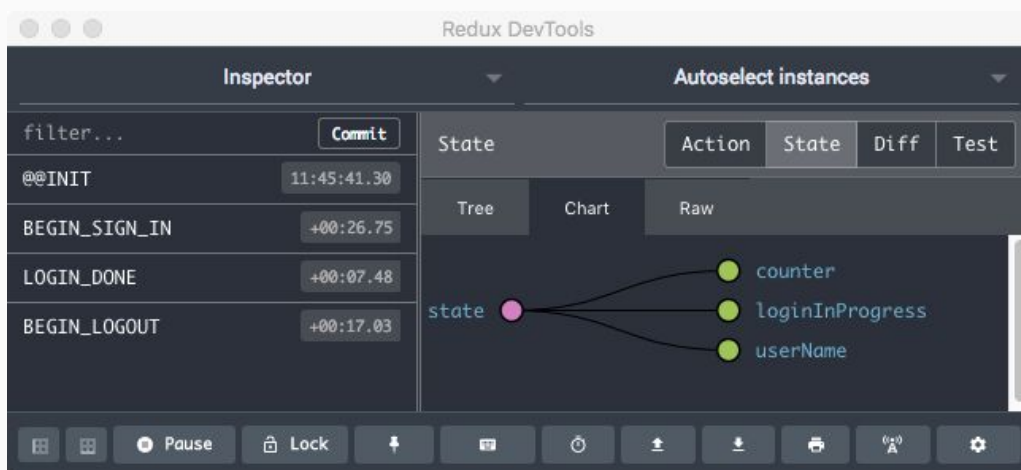 Redux DevTools
Inspector Autoselect instances
filter... Commit
State Action State Diff Test
@@INIT 11:45:41.30
Tree Chart Raw
BEGIN_SIGN_IN +00:26.75
LOGIN_DONE +00:07.48
BEGIN_LOGOUT +00:17.03
state
counter
loginInProgress
userName
Pause Lock